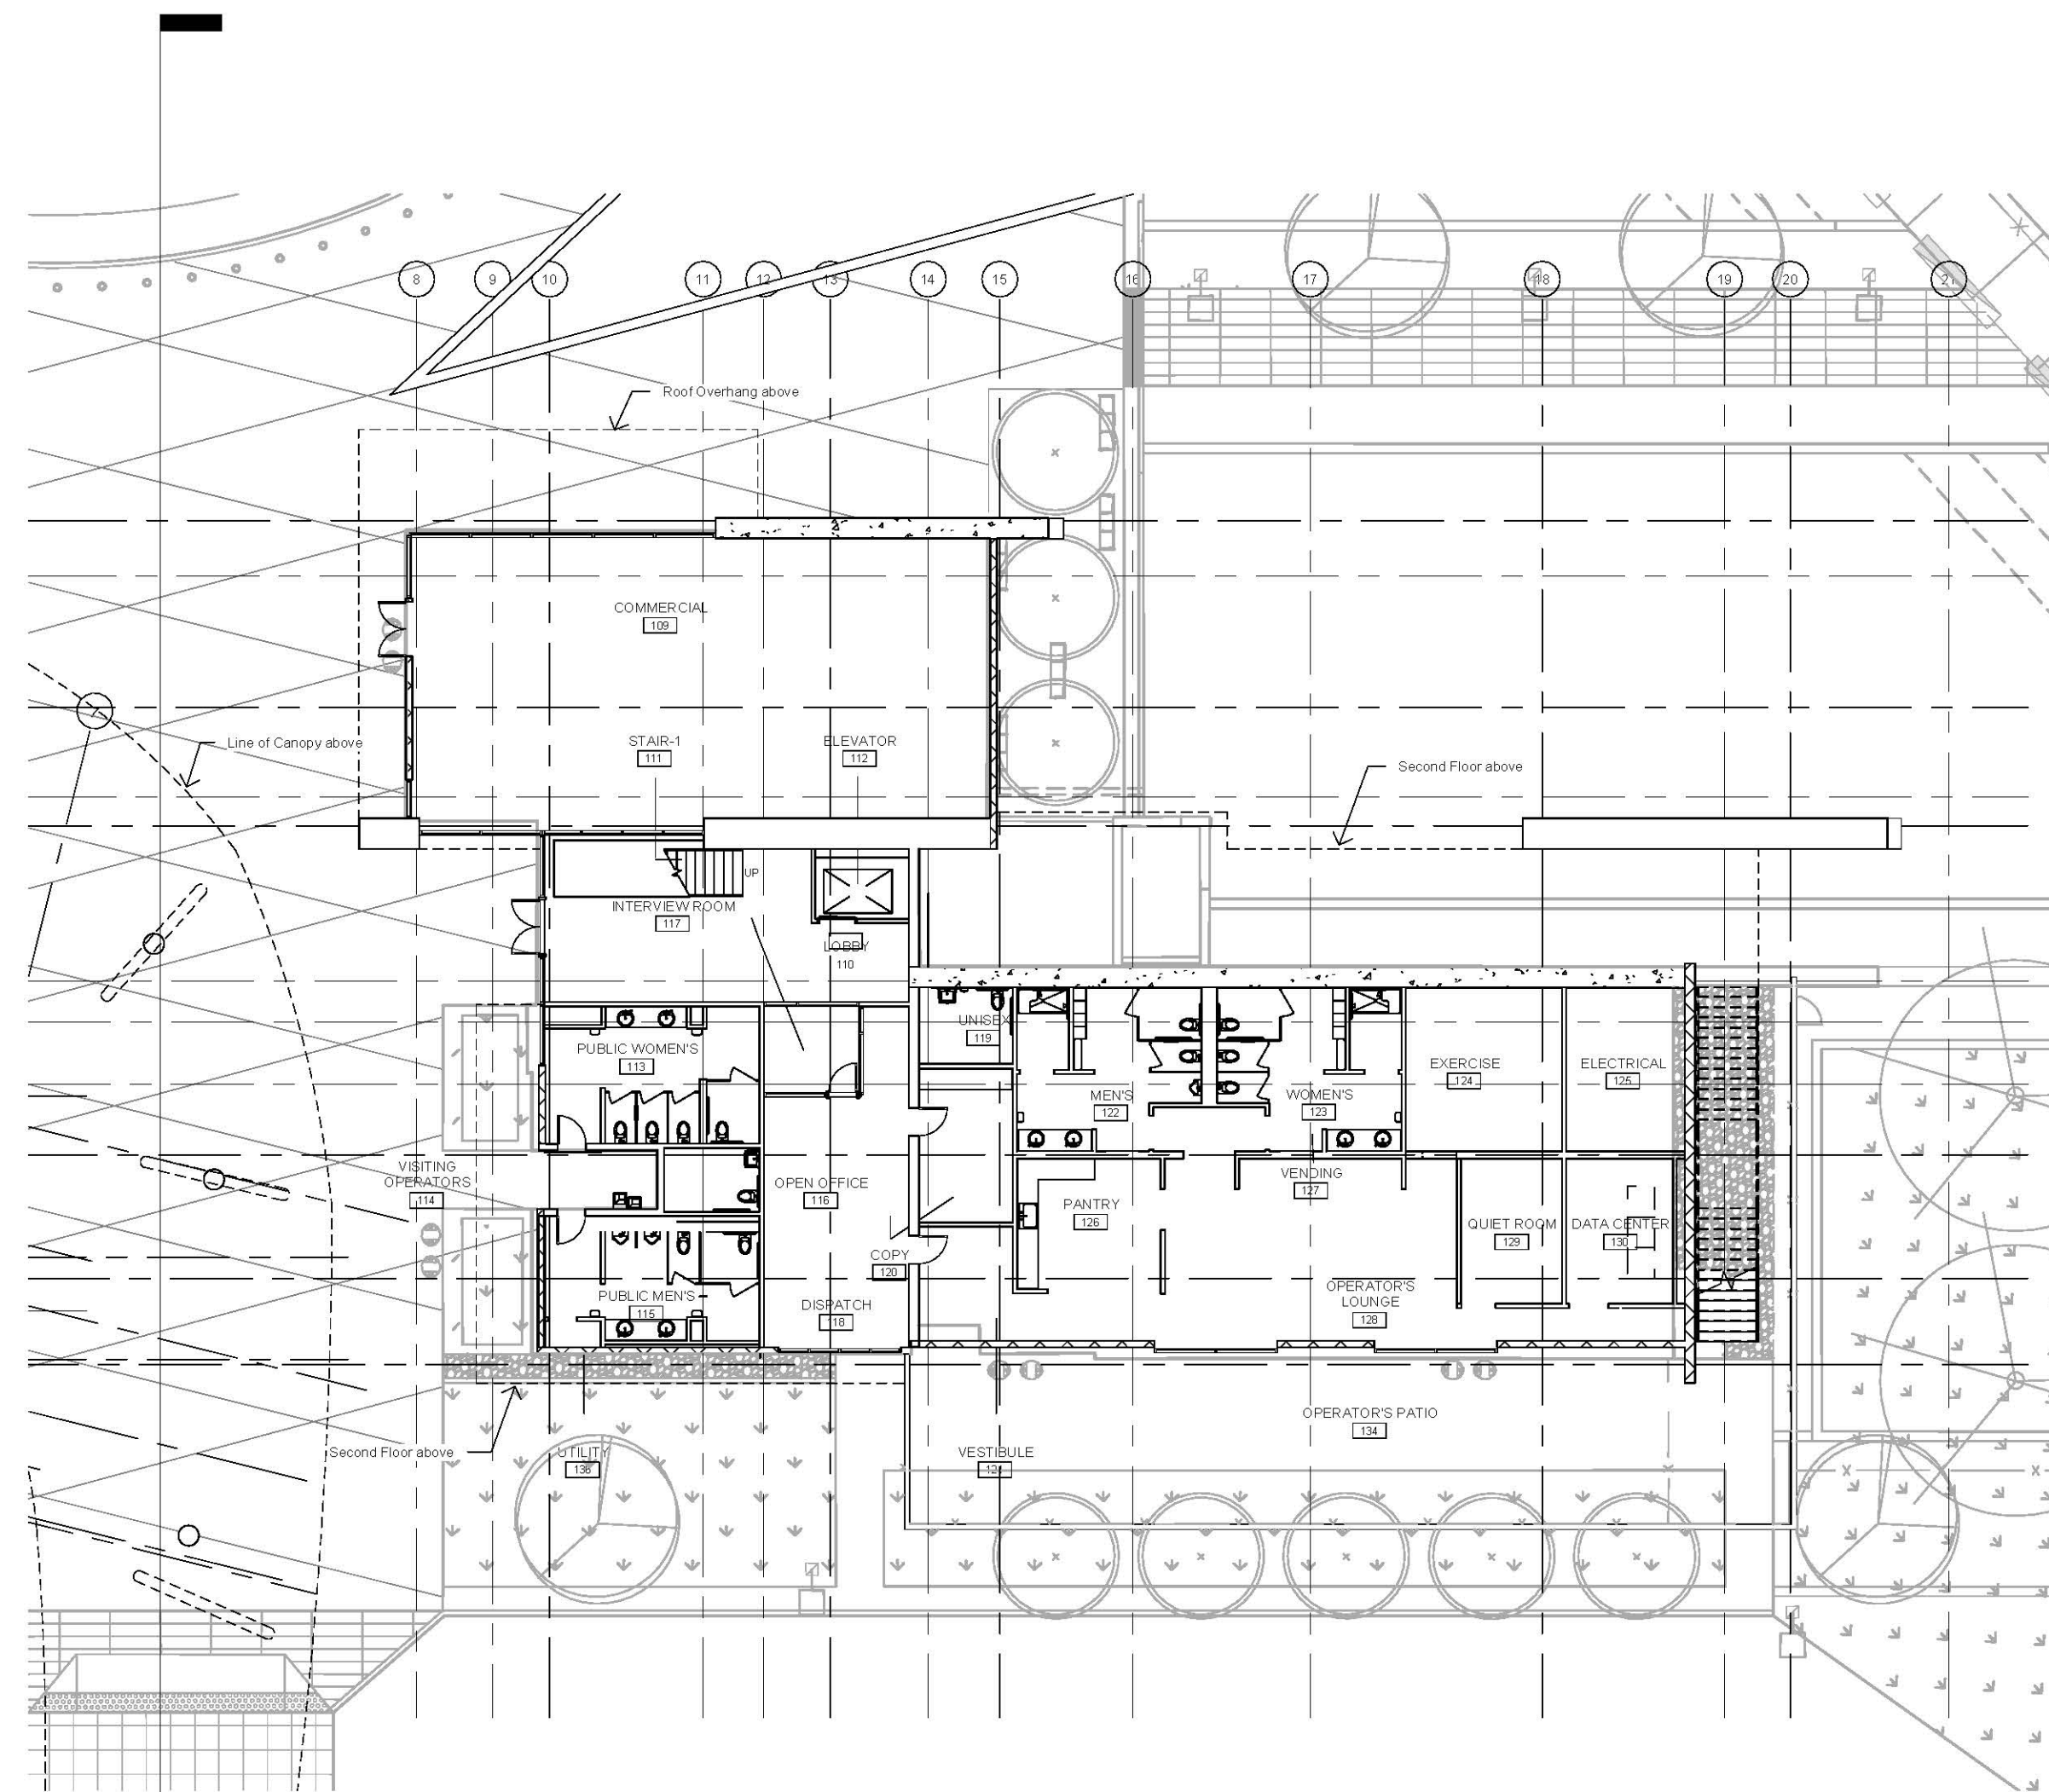 8 9 10 11 12 13 14 15 16 17 18 19 20 21
Roof Overhang above
COMMERCIAL
109
Line of Canopy above
STAIR-1
111
ELEVATOR
112
Second Floor above
UP
INTERVIEW ROOM
117
LOBBY
110
UNISEX
119
PUBLIC WOMEN'S
113
EXERCISE
124
ELECTRICAL
125
MEN'S
122
WOMEN'S
123
VISITING
OPERATORS
114
OPEN OFFICE
116
VENDING
127
PANTRY
126
QUIET ROOM
129
DATA CENTER
130
COPY
120
PUBLIC MEN'S
115
DISPATCH
118
OPERATOR'S
LOUNGE
128
OPERATOR'S PATIO
134
Second Floor above
UTILITY
VESTIBULE